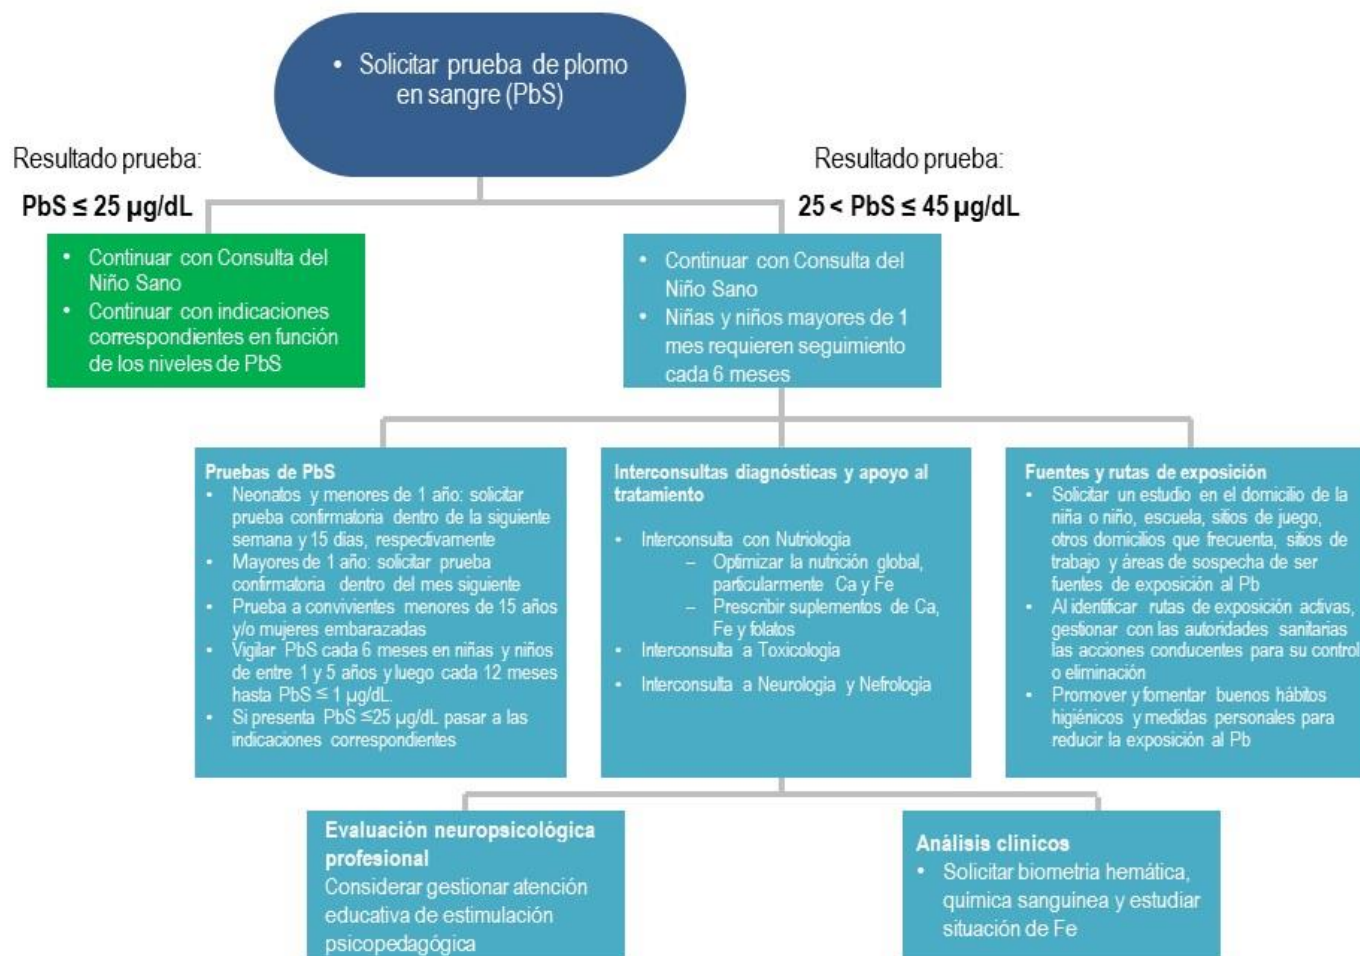 • Solicitar prueba de plomo
en sangre (PbS)
Resultado prueba:
PbS ≤ 25 µg/dL
Resultado prueba:
25 < PbS ≤ 45 µg/dL
• Continuar con Consulta del
Niño Sano
• Continuar con indicaciones
correspondientes en función
de los niveles de PbS
• Continuar con Consulta del
Niño Sano
• Niñas y niños mayores de 1
mes requieren seguimiento
cada 6 meses
Pruebas de PbS
• Neonatos y menores de 1 año: solicitar
prueba confirmatoria dentro de la siguiente
semana y 15 días, respectivamente
• Mayores de 1 año: solicitar prueba
confirmatoria dentro del mes siguiente
• Prueba a convivientes menores de 15 años
y/o mujeres embarazadas
• Vigilar PbS cada 6 meses en niñas y niños
de entre 1 y 5 años y luego cada 12 meses
hasta PbS ≤ 1 µg/dL.
• Si presenta PbS ≤25 µg/dL pasar a las
indicaciones correspondientes
Interconsultas diagnósticas y apoyo al
tratamiento
• Interconsulta con Nutriología
– Optimizar la nutrición global,
particularmente Ca y Fe
– Prescribir suplementos de Ca,
Fe y folatos
• Interconsulta a Toxicología
• Interconsulta a Neurología y Nefrología
Fuentes y rutas de exposición
• Solicitar un estudio en el domicilio de la
niña o niño, escuela, sitios de juego,
otros domicilios que frecuenta, sitios de
trabajo y áreas de sospecha de ser
fuentes de exposición al Pb
• Al identificar rutas de exposición activas,
gestionar con las autoridades sanitarias
las acciones conducentes para su control
o eliminación
• Promover y fomentar buenos hábitos
higiénicos y medidas personales para
reducir la exposición al Pb
Evaluación neuropsicológica
profesional
Considerar gestionar atención
educativa de estimulación
psicopedagógica
Análisis clínicos
• Solicitar biometría hemática,
química sanguínea y estudiar
situación de Fe